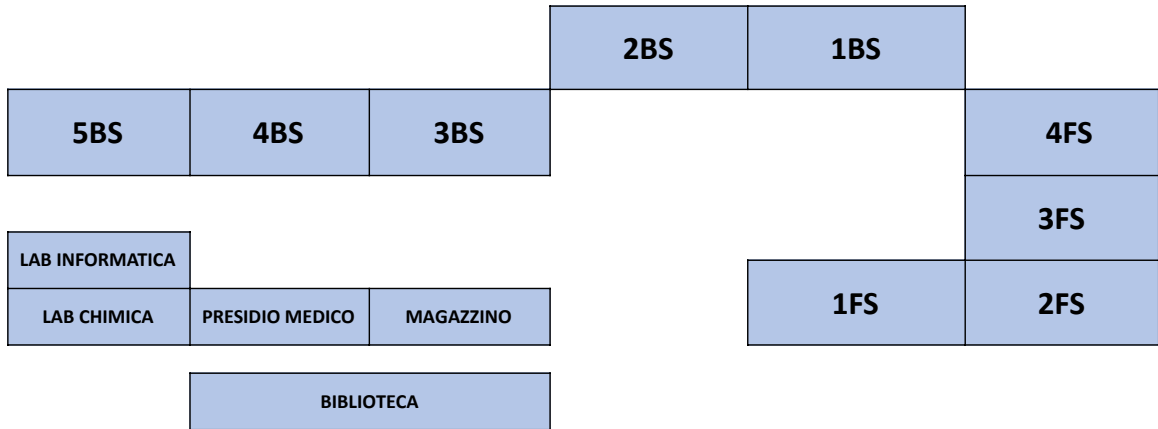 2BS 1BS
5BS 4BS 3BS 4FS
3FS
LAB INFORMATICA
LAB CHIMICA PRESIDIO MEDICO MAGAZZINO 1FS 2FS
BIBLIOTECA